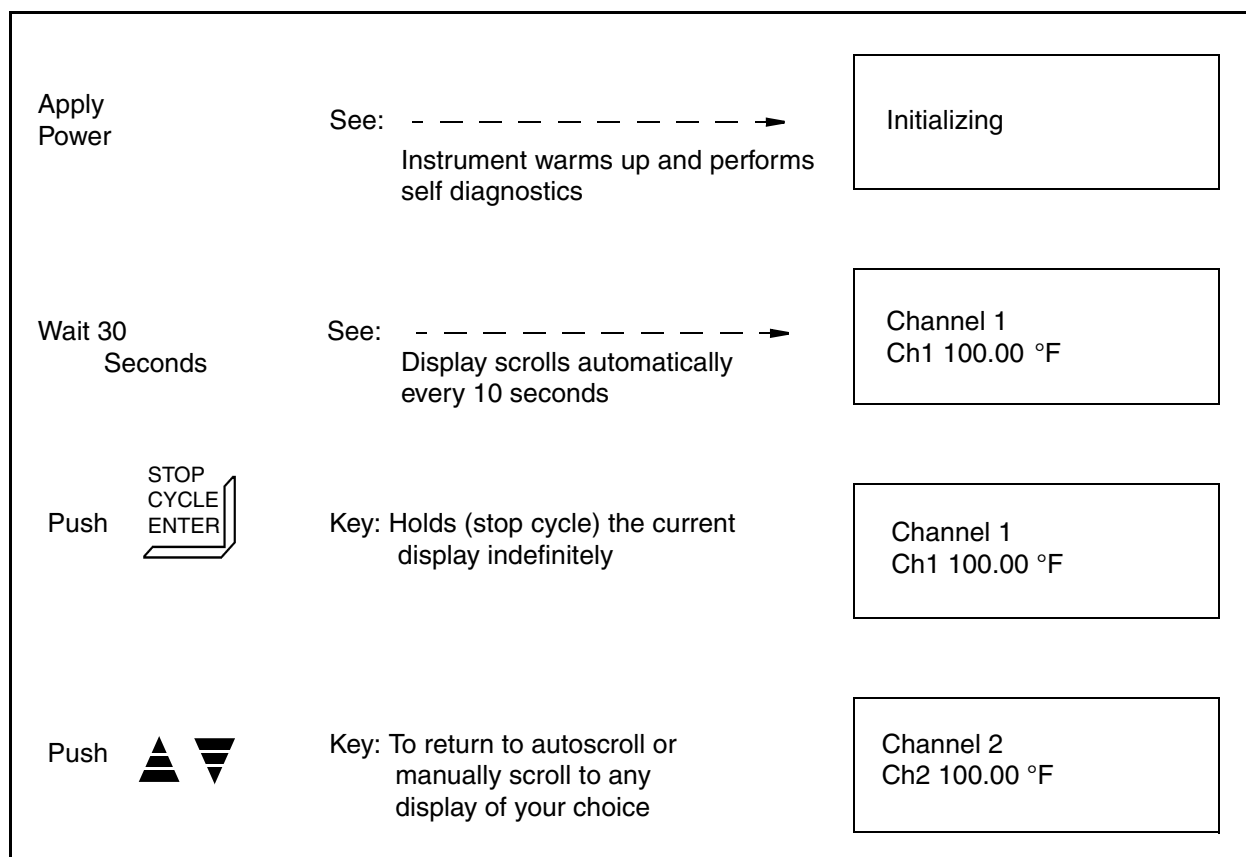 Apply
Power
See:
Instrument warms up and performs
self diagnostics
Initializing
Wait 30
Seconds
See:
Display scrolls automatically
every 10 seconds
Channel 1
Ch1 100.00 °F
Push
STOP
CYCLE
ENTER
Key: Holds (stop cycle) the current
display indefinitely
Channel 1
Ch1 100.00 °F
Push
Key: To return to autoscroll or
manually scroll to any
display of your choice
Channel 2
Ch2 100.00 °F